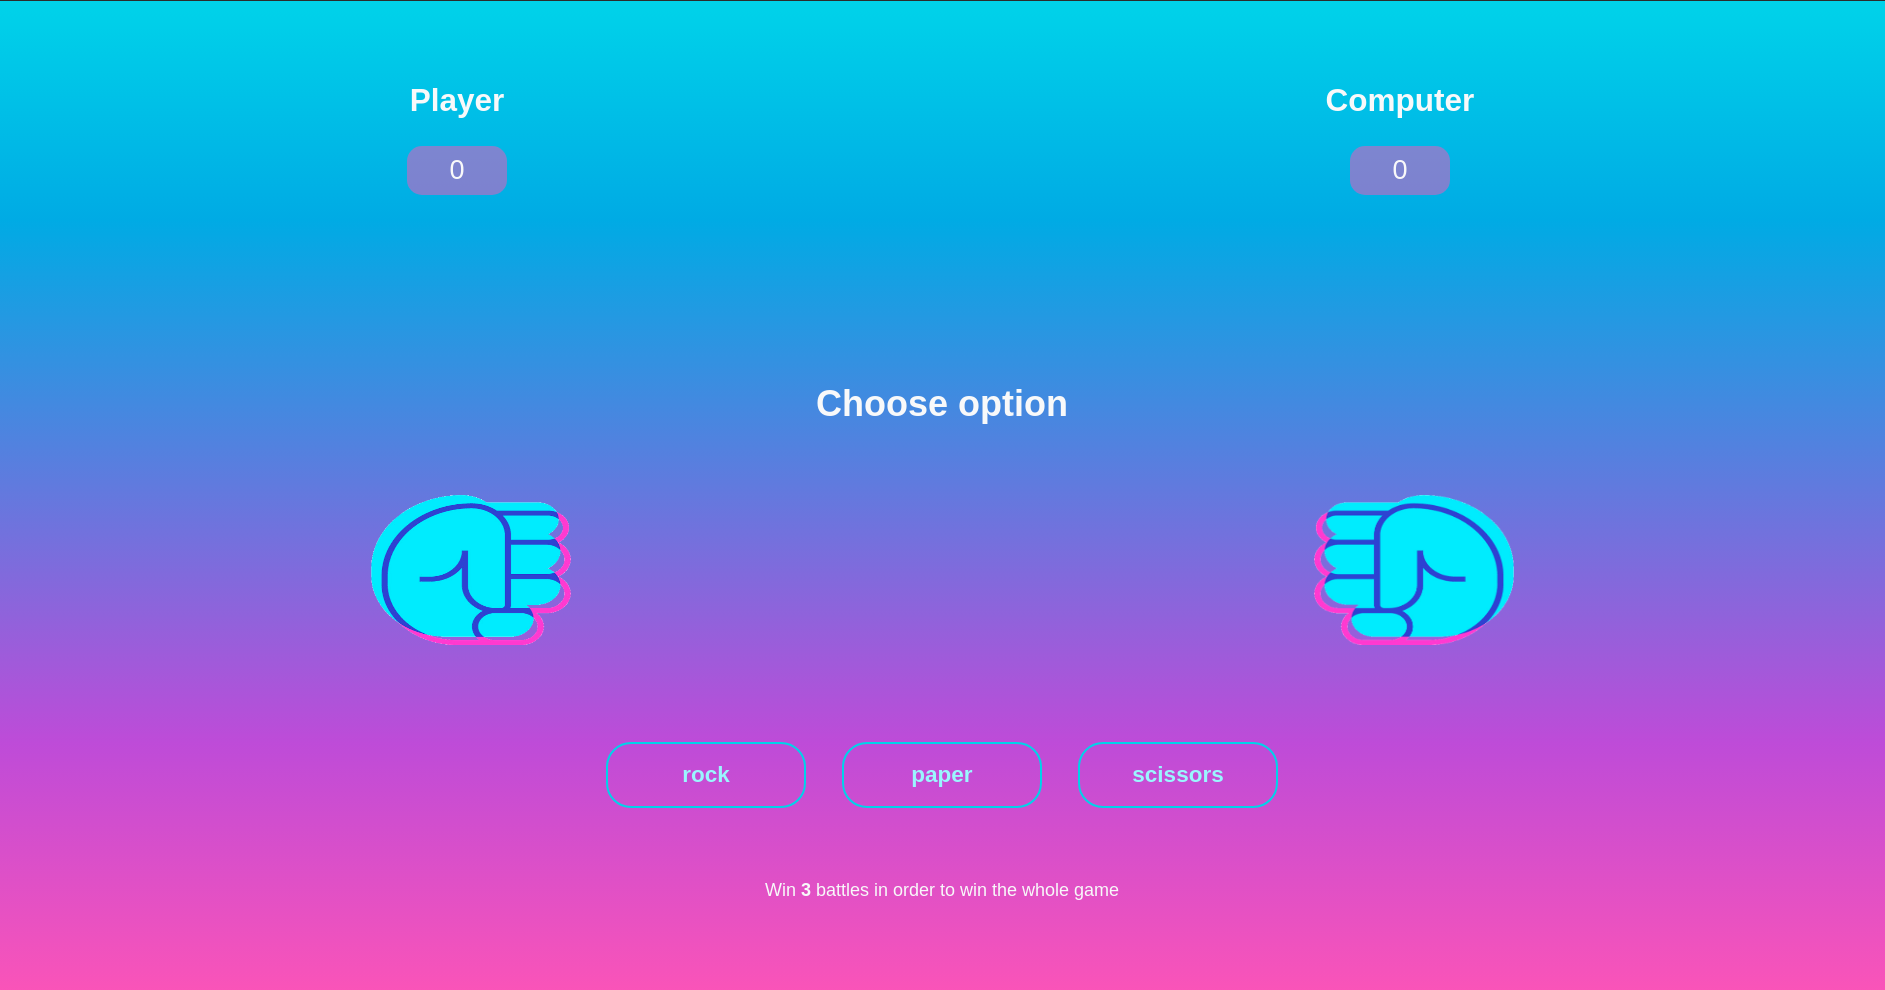 Player
Computer
0
0
Choose option
rock
paper
scissors
Win 3 battles in order to win the whole game